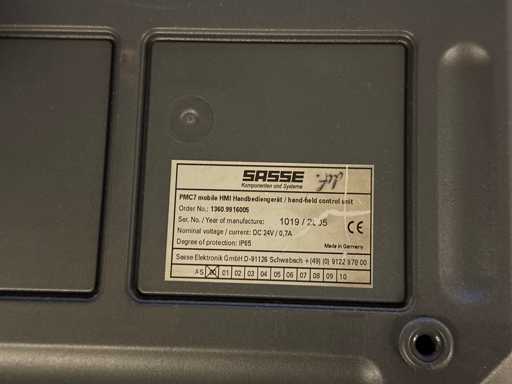 SASSE
Komponenten und Systeme
def.
PMC7 mobile HMI Handbediengerät / hand-field control unit
Order No.: 1360.9916005
Ser. No. / Year of manufacture: 1019 / 2005
Nominal voltage / current: DC 24V / 0,7A
CE
Degree of protection: IP65
Made in Germany
Sasse Elektronik GmbH D-91126 Schwabach +(49) (0) 9122 978 00
AS 01 02 03 04 05 06 07 08 09 10